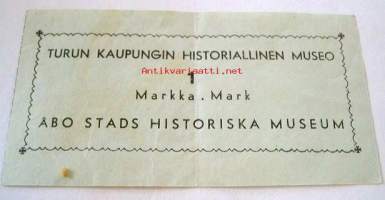 TURUN KAUPUNGIN HISTORIALLINEN MUSEO
Antikvariaatti.net
1
Markka . Mark
ÅBO STADS HISTORISKA MUSEUM